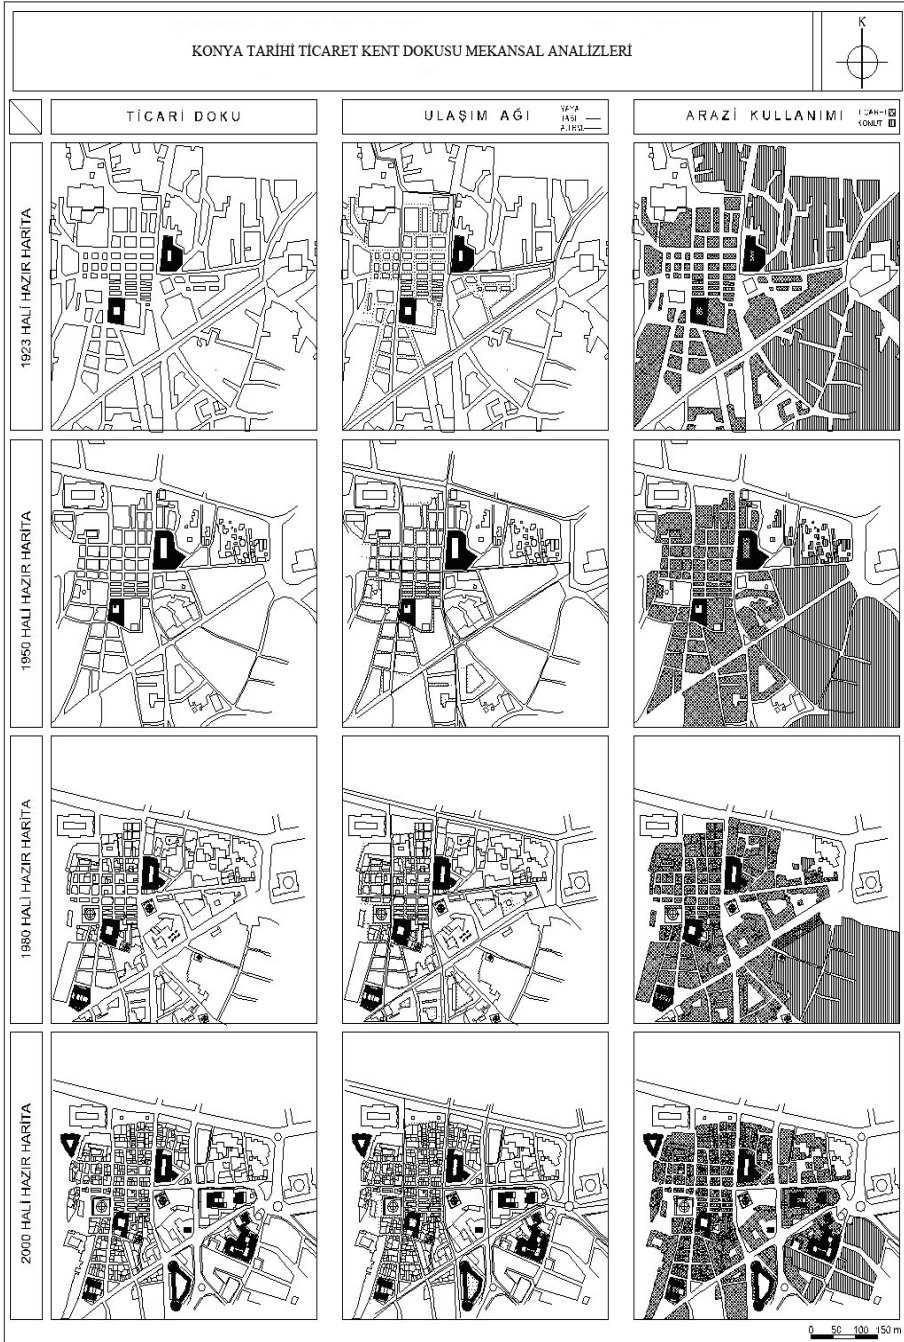 KONYA TARİHİ TİCARET KENT DOKUSU MEKANSAL ANALİZLERİ
K
TİCARİ DOKU
ULAŞIM AĞI
YAYA
ARAZİ KULLANIMI
KONUT
1923 HALİ HAZIR HARİTA
1950 HALİ HAZIR HARİTA
1980 HALİ HAZIR HARİTA
2000 HALİ HAZIR HARİTA
0 50 100 150 m